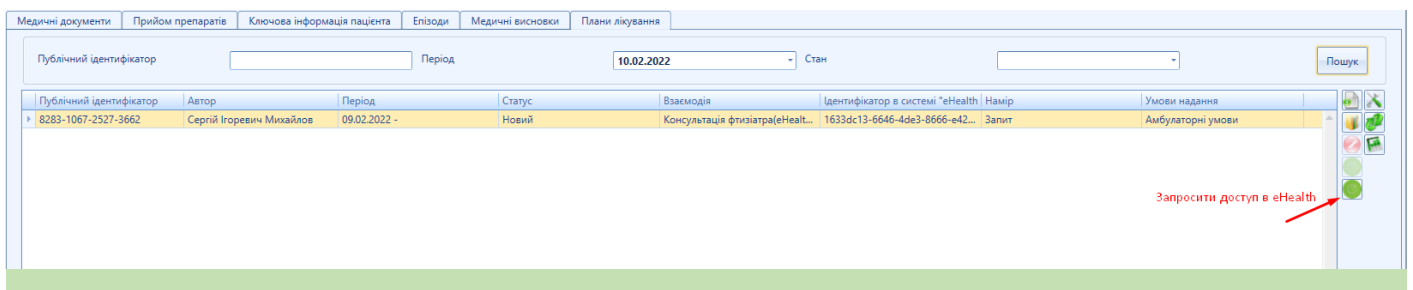 Медичні документи Прийом препаратів Ключова інформація пацієнта Епізоди Медичні висновки Плани лікування
Публічний ідентифікатор Період 10.02.2022 Стан Пошук
Публічний ідентифікатор Автор Період Статус Взаємодія Ідентифікатор в системі "eHealth Намір Умови надання
8283-1067-2527-3662 Сергій Ігоревич Михайлов 09.02.2022 - Новий Консультація фтизіатра(eHealt... 1633dc13-6646-4de3-8666-e42... Запит Амбулаторні умови
Запросити доступ в eHealth